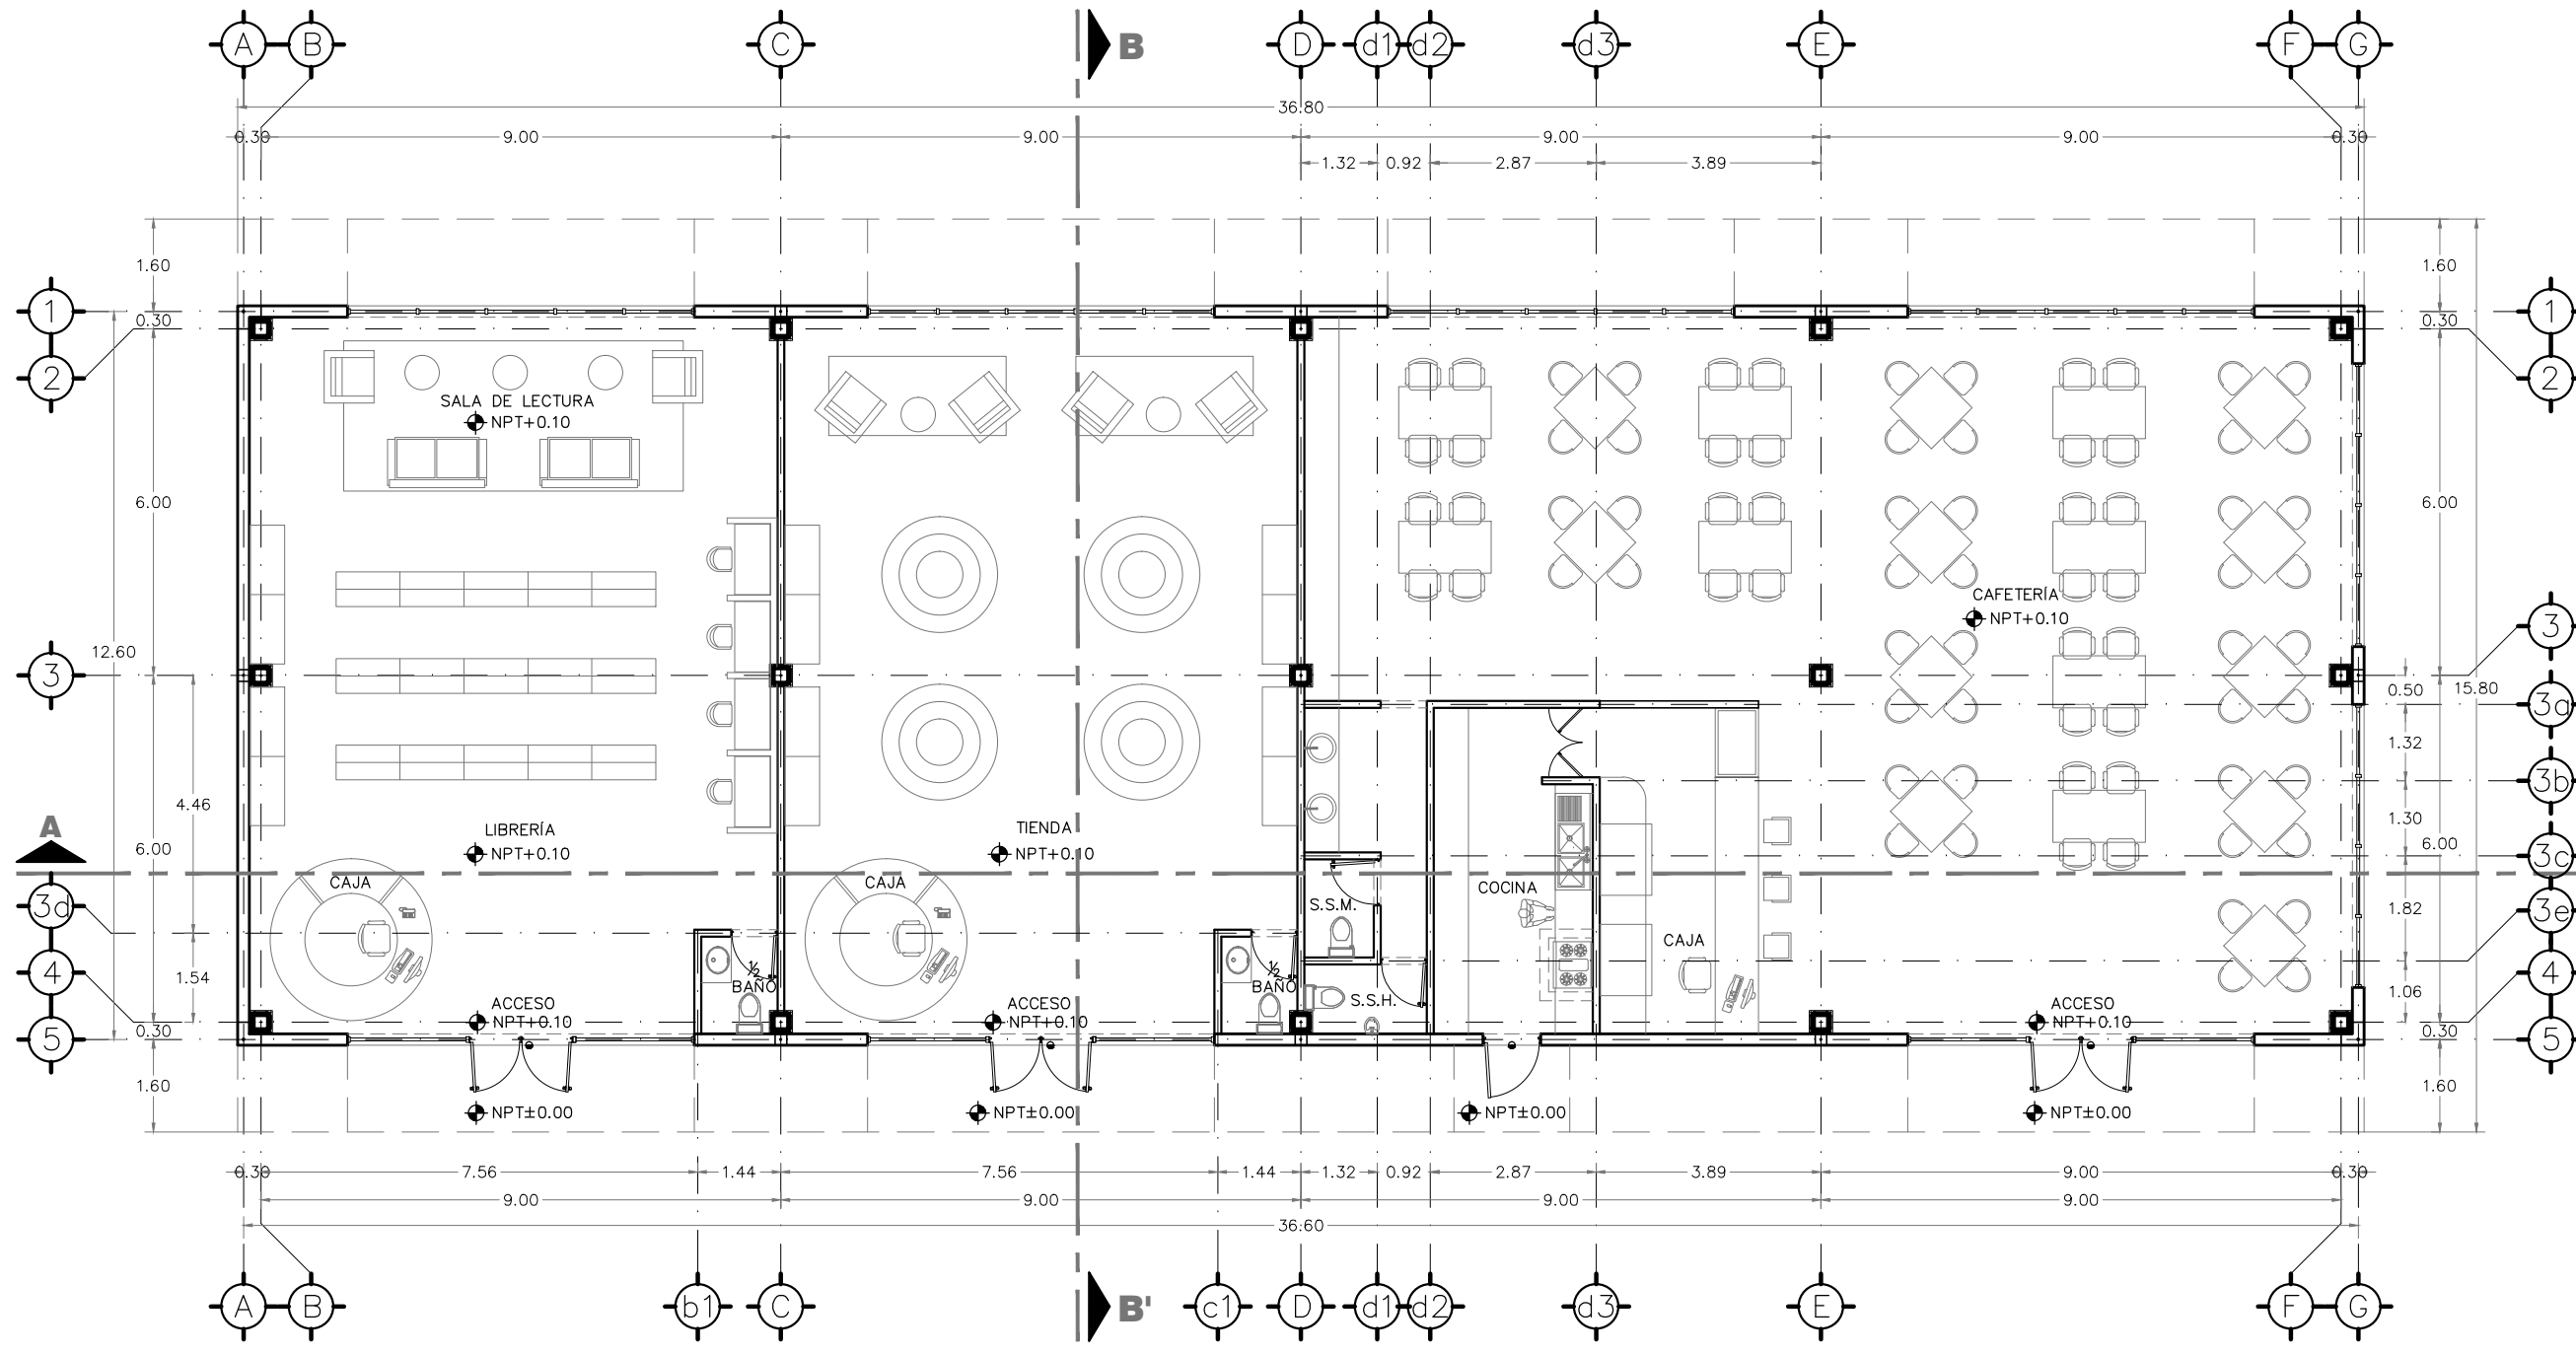 A B C B D d1 d2 d3 E F G
36.80
0.30 9.00 9.00 9.00 9.00 0.30
1.32 0.92 2.87 3.89
1.60 1.60
1 0.30 0.30 1
2 2
SALA DE LECTURA
NPT+0.10
6.00 6.00
CAFETERÍA
NPT+0.10
3
12.60
3
0.50 15.80
3a
1.32
3b
4.46
1.30
A
LIBRERÍA
NPT+0.10
TIENDA
NPT+0.10
6.00 6.00
3c
CAJA CAJA
COCINA
3d
S.S.M.
1.82
3e
CAJA
4 1.54
½
BAÑO
½
BAÑO
S.S.H.
1.06 4
ACCESO
NPT+0.10
ACCESO
NPT+0.10
ACCESO
NPT+0.10
5 0.30 0.30 5
1.60 1.60
NPT±0.00 NPT±0.00 NPT±0.00 NPT±0.00
0.30 7.56 1.44 7.56 1.44 1.32 0.92 2.87 3.89 9.00 0.30
9.00 9.00 9.00 9.00
36.60
A B b1 C B' c1 D d1 d2 d3 E F G